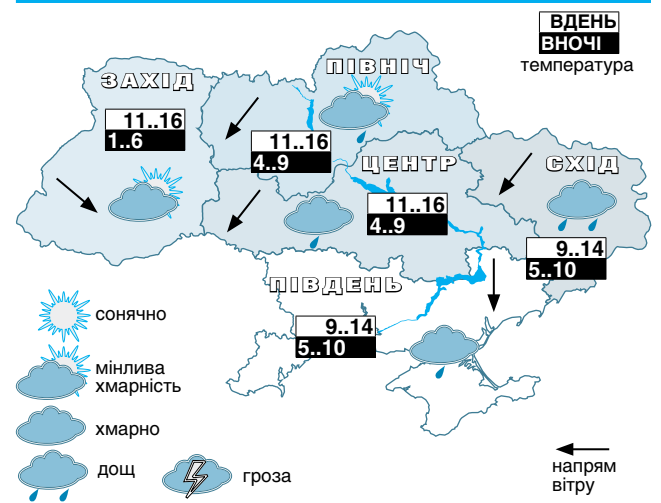 ВДЕНЬ
ВНОЧІ
температура
ЗАХІД
11..16
1..6
ПІВНІЧ
11..16
4..9
ЦЕНТР
11..16
4..9
СХІД
9..14
5..10
ПІВДЕНЬ
9..14
5..10
сонячно
мінлива
хмарність
хмарно
дощ
гроза
напрям
вітру